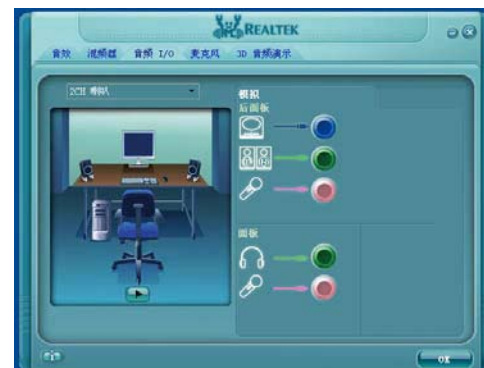 REALTEK
音效 混频器 音频 I/O 麦克风 3D 音频演示
2CH 喇叭
模拟
后面板
面板
OK